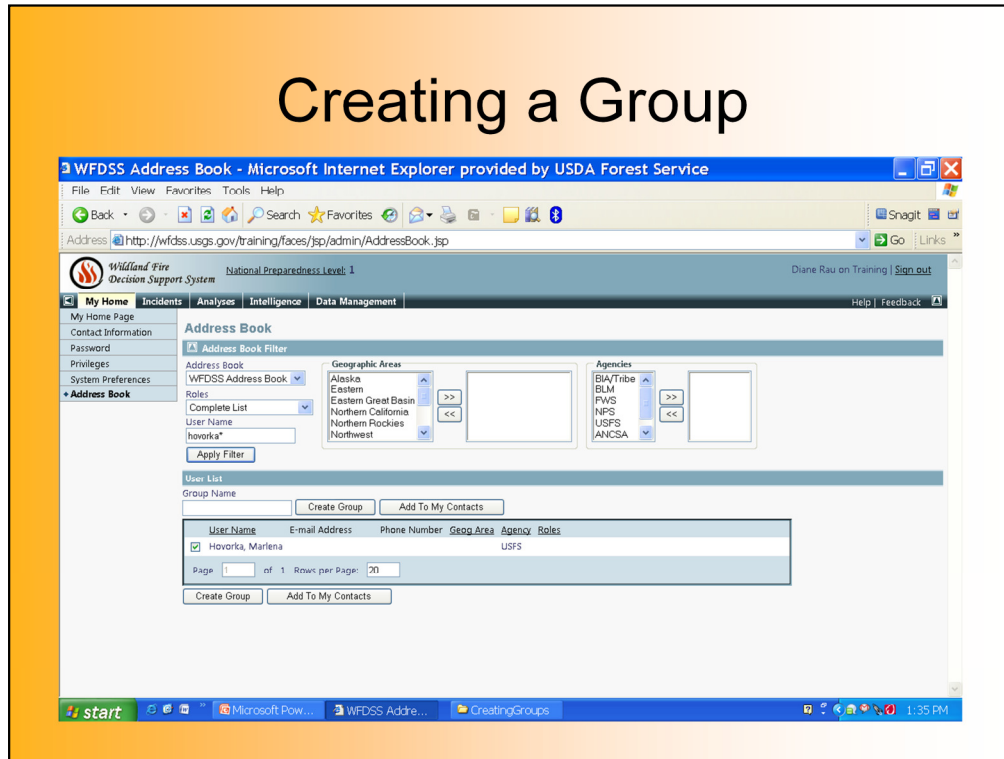 Creating a Group
WFDSS Address Book - Microsoft Internet Explorer provided by USDA Forest Service
File Edit View Favorites Tools Help
Back Search Favorites Snagit
Address http://wfdss.usgs.gov/training/faces/jsp/admin/AddressBook.jsp Go Links »
Wildland Fire
Decision Support System
National Preparedness Level: 1
Diane Rau on Training | Sign out
My Home Incidents Analyses Intelligence Data Management Help | Feedback
My Home Page
Contact Information
Password
Privileges
System Preferences
Address Book
Address Book
Address Book Filter
Address Book
WFDSS Address Book
Roles
Complete List
User Name
hovorka*
Apply Filter
Geographic Areas
Alaska
Eastern
Eastern Great Basin
Northern California
Northern Rockies
Northwest
>>
<<
Agencies
BIA/Tribe
BLM
FWS
NPS
USFS
ANCSA
>>
<<
User List
Group Name
Create Group Add To My Contacts
User Name E-mail Address Phone Number Geog Area Agency Roles
Hovorka, Marlena USFS
Page 1 of 1 Rows per Page: 20
Create Group Add To My Contacts
start » Microsoft Pow... WFDSS Addre... CreatingGroups 1:35 PM